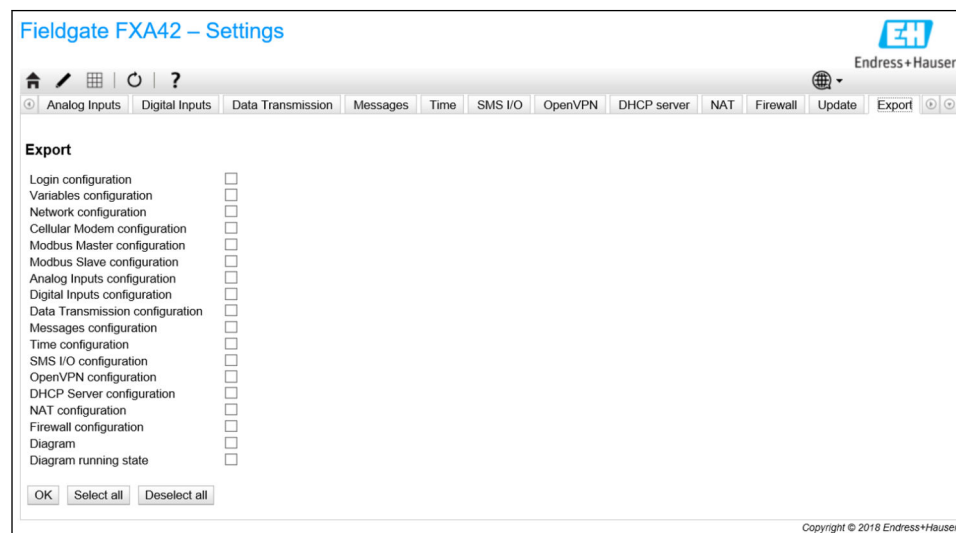 Fieldgate FXA42 – Settings
EH
Endress+Hauser
?
Analog Inputs Digital Inputs Data Transmission Messages Time SMS I/O OpenVPN DHCP server NAT Firewall Update Export
Export
Login configuration
Variables configuration
Network configuration
Cellular Modem configuration
Modbus Master configuration
Modbus Slave configuration
Analog Inputs configuration
Digital Inputs configuration
Data Transmission configuration
Messages configuration
Time configuration
SMS I/O configuration
OpenVPN configuration
DHCP Server configuration
NAT configuration
Firewall configuration
Diagram
Diagram running state
OK Select all Deselect all
Copyright © 2018 Endress+Hauser